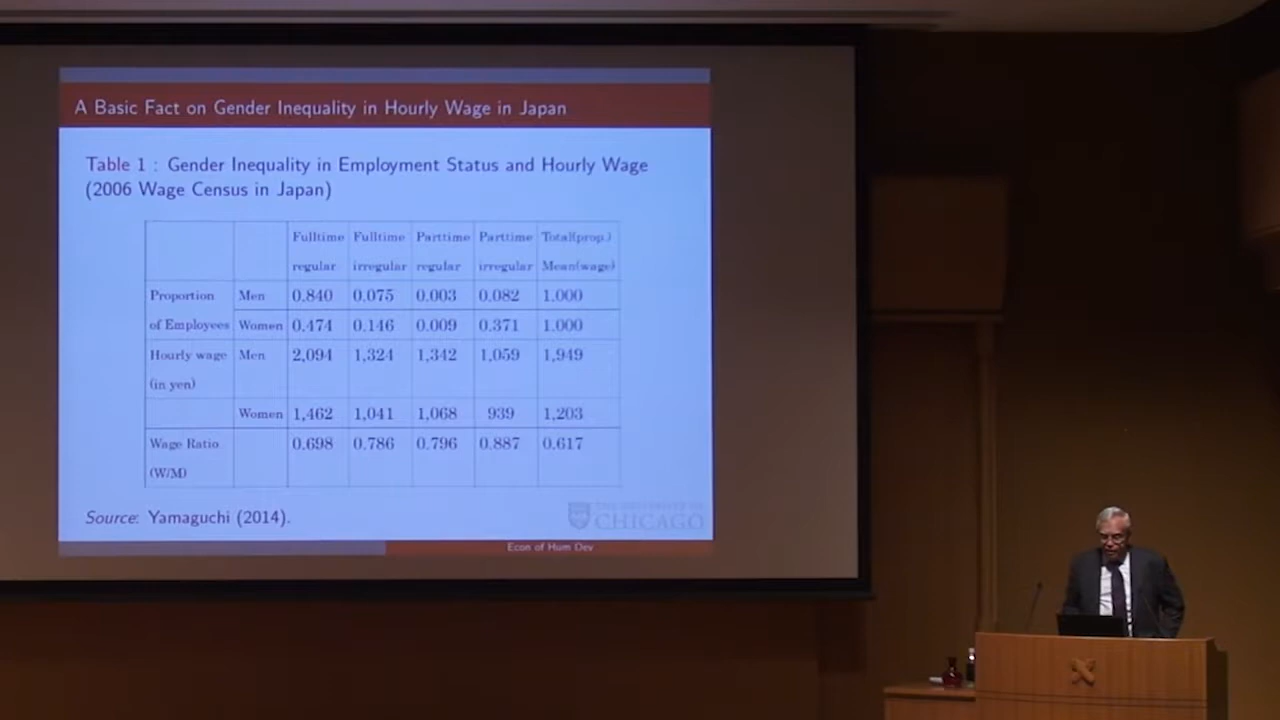 A Basic Fact on Gender Inequality in Hourly Wage in Japan
Table 1 : Gender Inequality in Employment Status and Hourly Wage
(2006 Wage Census in Japan)
Fulltime Fulltime Parttime Parttime Total(prop.)
regular irregular regular irregular Mean(wage)
Proportion Men 0.840 0.075 0.003 0.082 1.000
of Employees Women 0.474 0.146 0.009 0.371 1.000
Hourly wage Men 2,094 1,324 1,342 1,059 1,949
(in yen)
Women 1,462 1,041 1,068 939 1,203
Wage Ratio 0.698 0.786 0.796 0.887 0.617
(W/M)
Source: Yamaguchi (2014).
THE UNIVERSITY OF
CHICAGO
Econ of Hum Dev